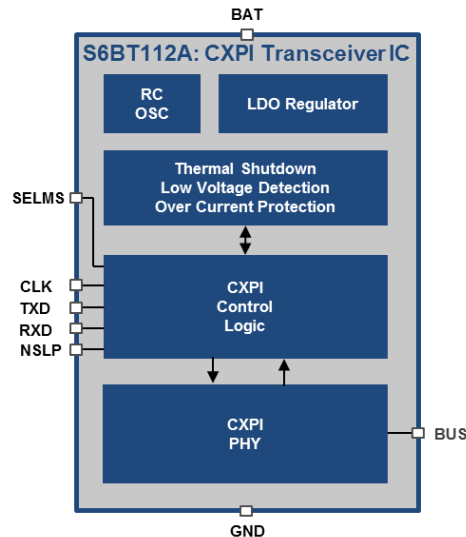 BAT
S6BT112A: CXPI Transceiver IC
RC
OSC
LDO Regulator
Thermal Shutdown
Low Voltage Detection
Over Current Protection
SELMS
CLK
TXD
RXD
NSLP
CXPI
Control
Logic
CXPI
PHY
BUS
GND